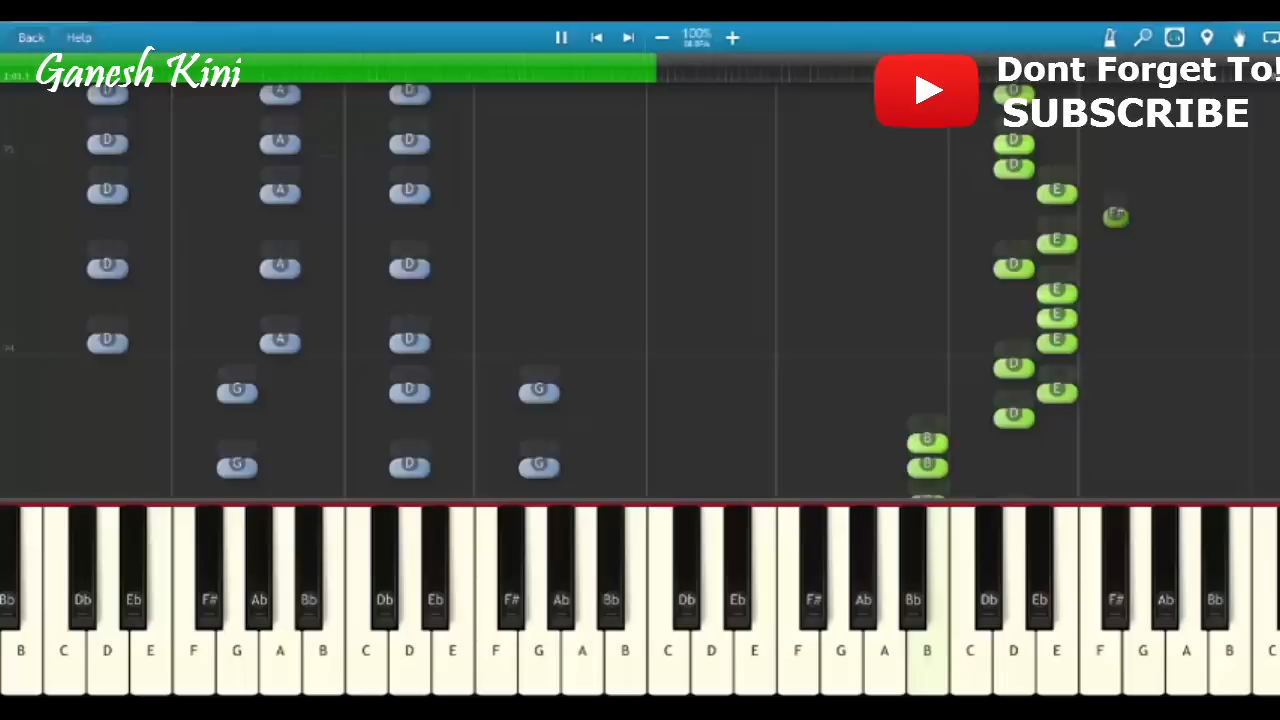 Back Help 100%
Ganesh Kini
Dont Forget To!
SUBSCRIBE
D A D D
D A D D
D
D A D E
F#
E
D A D D
E
E
D A D E
D
G D G E
D
B
G D G B
Bb Db Eb F# Ab Bb Db Eb F# Ab Bb Db Eb F# Ab Bb Db Eb F# Ab Bb
B C D E F G A B C D E F G A B C D E F G A B C D E F G A B C